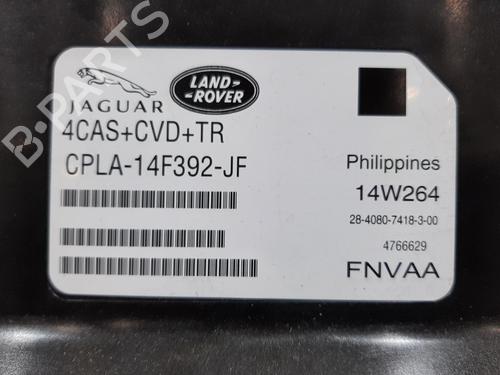 JAGUAR
LAND-
ROVER
4CAS+CVD+TR
CPLA-14F392-JF
Philippines
14W264
28-4080-7418-3-00
4766629
FNVAA
B-PARTS